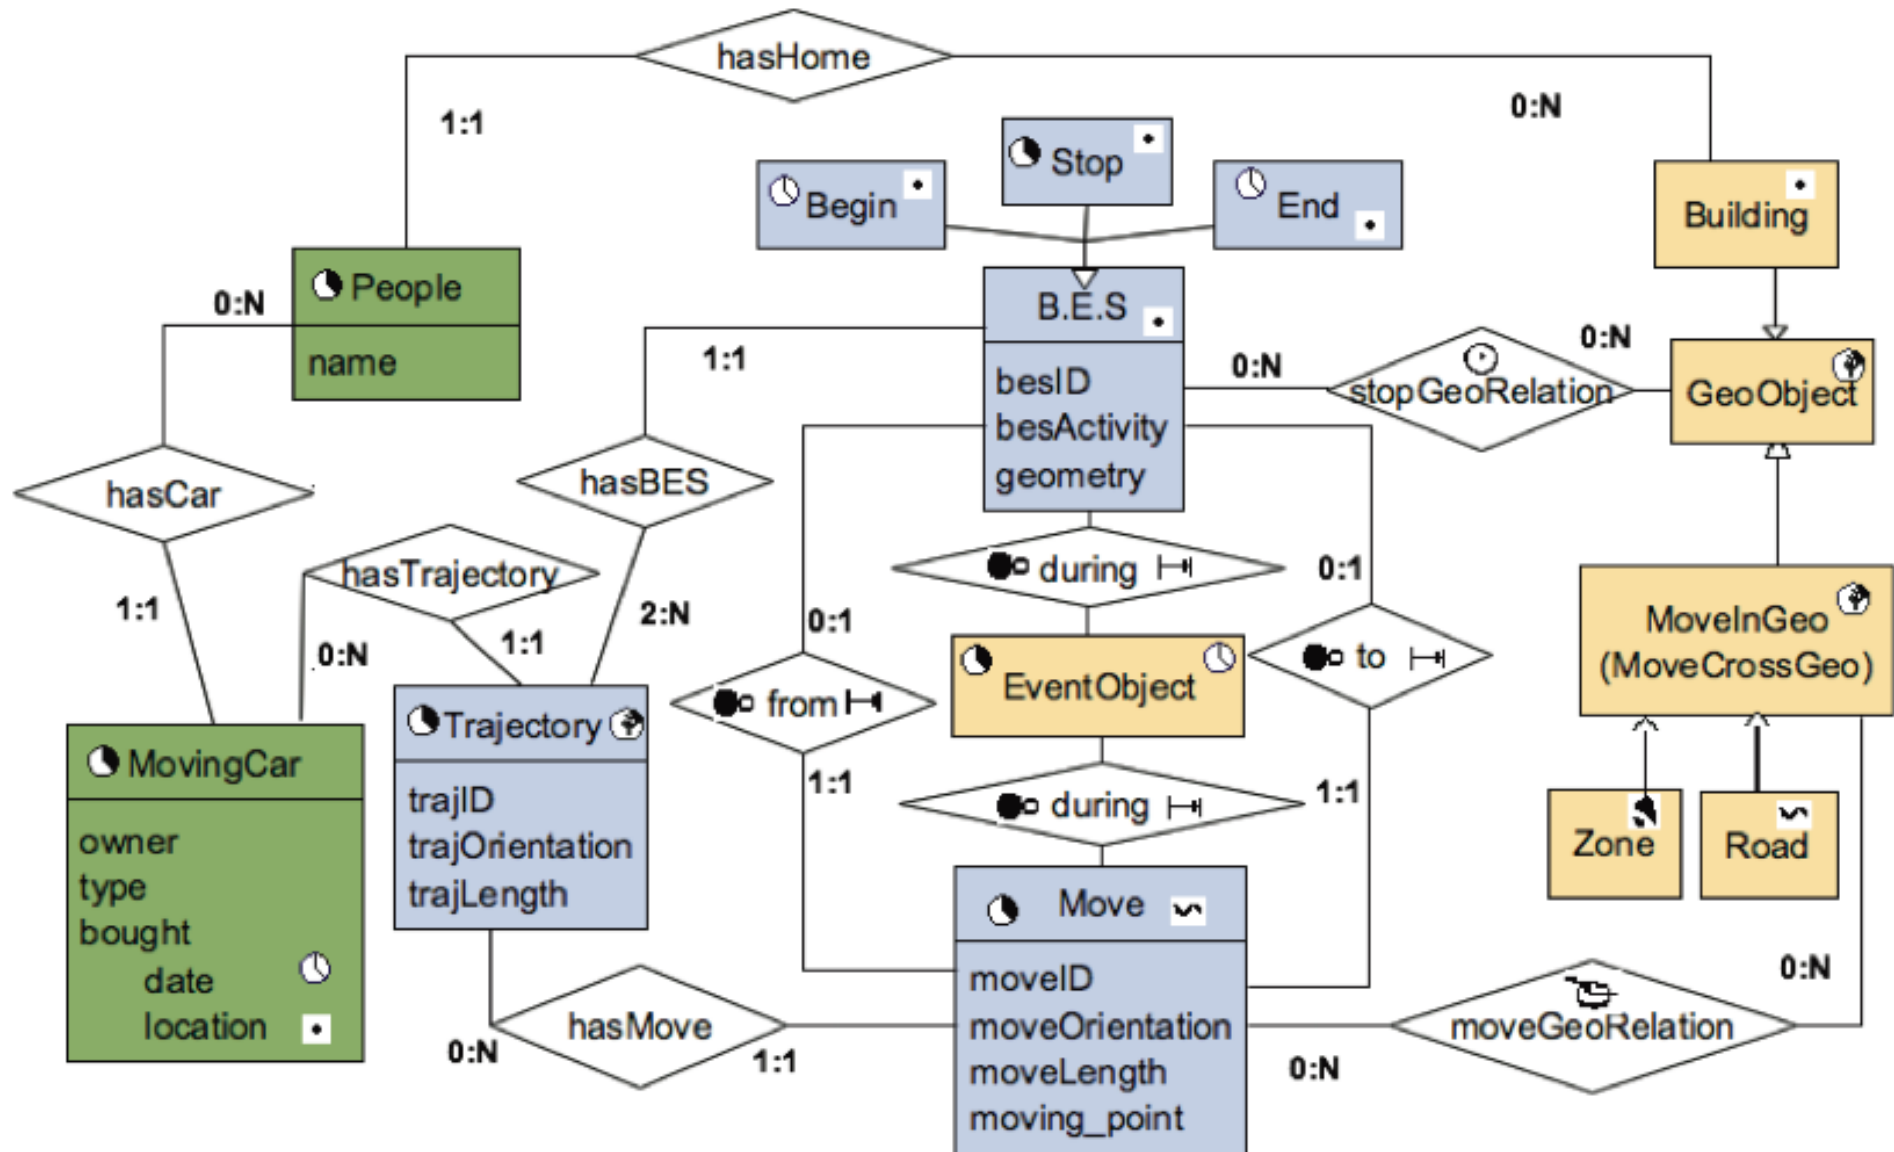 hasHome
1:1
0:N
Stop
Begin
End
Building
People
name
0:N
B.E.S
besID
besActivity
geometry
1:1
0:N
stopGeoRelation
0:N
GeoObject
hasCar
hasBES
hasTrajectory
during
0:1
0:1
1:1
0:N
1:1
2:N
from
EventObject
to
MoveInGeo
(MoveCrossGeo)
MovingCar
owner
type
bought
date
location
Trajectory
trajID
trajOrientation
trajLength
1:1
during
1:1
Zone
Road
Move
moveID
moveOrientation
moveLength
moving_point
hasMove
0:N
1:1
moveGeoRelation
0:N
0:N